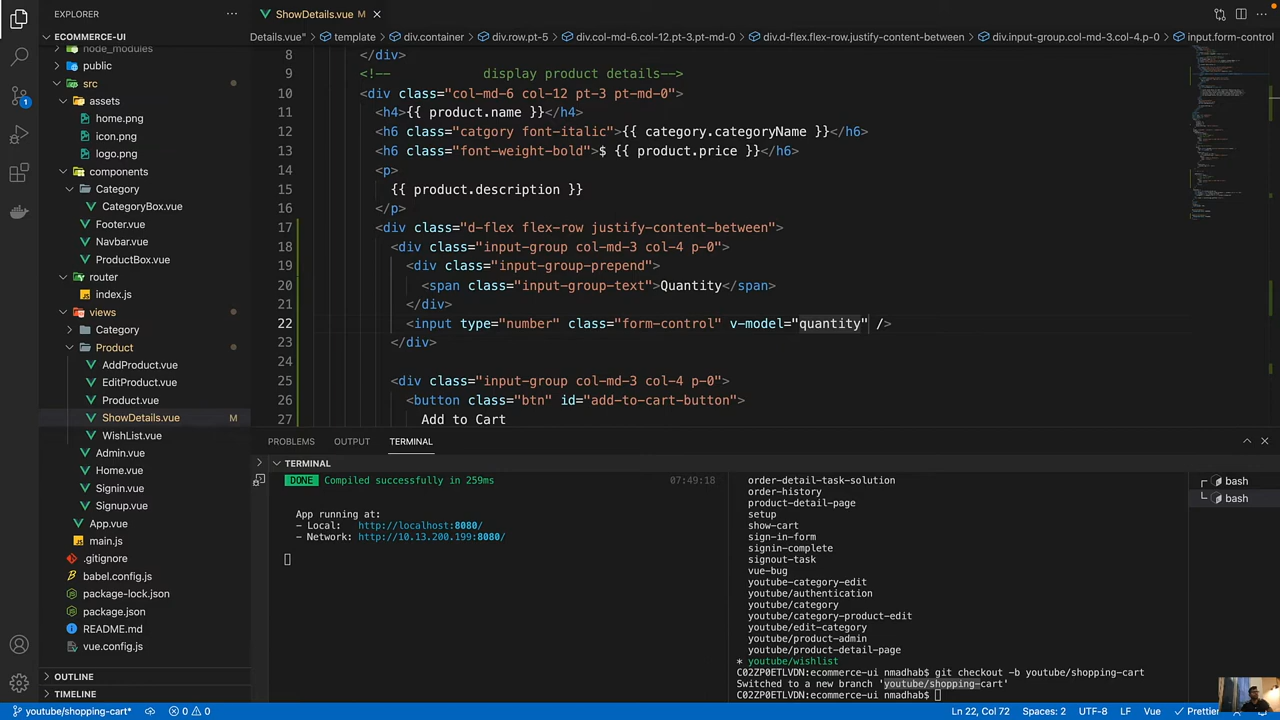 EXPLORER
ECOMMERCE-UI
node_modules
public
src
assets
home.png
icon.png
logo.png
components
Category
CategoryBox.vue
Footer.vue
Navbar.vue
ProductBox.vue
router
index.js
views
Category
Product
AddProduct.vue
EditProduct.vue
Product.vue
ShowDetails.vue M
WishList.vue
Admin.vue
Home.vue
Signin.vue
Signup.vue
App.vue
main.js
.gitignore
babel.config.js
package-lock.json
package.json
README.md
vue.config.js
OUTLINE
TIMELINE
1
ShowDetails.vue
Details.vue" template div.container div.row.pt-5 div.col-md-6.col-12.pt-3.pt-md-0 div.d-flex.flex-row.justify-content-between div.input-group.col-md-3.col-4.p-0 input.form-control
8 </div>
9 <!-- display product details-->
10 <div class="col-md-6 col-12 pt-3 pt-md-0">
11 <h4>{{ product.name }}</h4>
12 <h6 class="catgory font-italic">{{ category.categoryName }}</h6>
13 <h6 class="font-weight-bold">$ {{ product.price }}</h6>
14 <p>
15 {{ product.description }}
16 </p>
17 <div class="d-flex flex-row justify-content-between">
18 <div class="input-group col-md-3 col-4 p-0">
19 <div class="input-group-prepend">
20 <span class="input-group-text">Quantity</span>
21 </div>
22 <input type="number" class="form-control" v-model="quantity" />
23 </div>
24
25 <div class="input-group col-md-3 col-4 p-0">
26 <button class="btn" id="add-to-cart-button">
27 Add to Cart
PROBLEMS OUTPUT TERMINAL
TERMINAL
DONE Compiled successfully in 259ms 07:49:18
App running at:
- Local: http://localhost:8080/
- Network: http://10.13.200.199:8080/
order-detail-task-solution
order-history
product-detail-page
setup
show-cart
sign-in-form
signin-complete
signout-task
vue-bug
youtube-category-edit
youtube/authentication
youtube/category
youtube/category-product-edit
youtube/edit-category
youtube/product-admin
youtube/product-detail-page
* youtube/wishlist
C02ZP0ETLVDN:ecommerce-ui nmadhab$ git checkout -b youtube/shopping-cart
Switched to a new branch 'youtube/shopping-cart'
C02ZP0ETLVDN:ecommerce-ui nmadhab$
bash
bash
youtube/shopping-cart* 0 0 Ln 22, Col 72 Spaces: 2 UTF-8 LF Vue Prettier